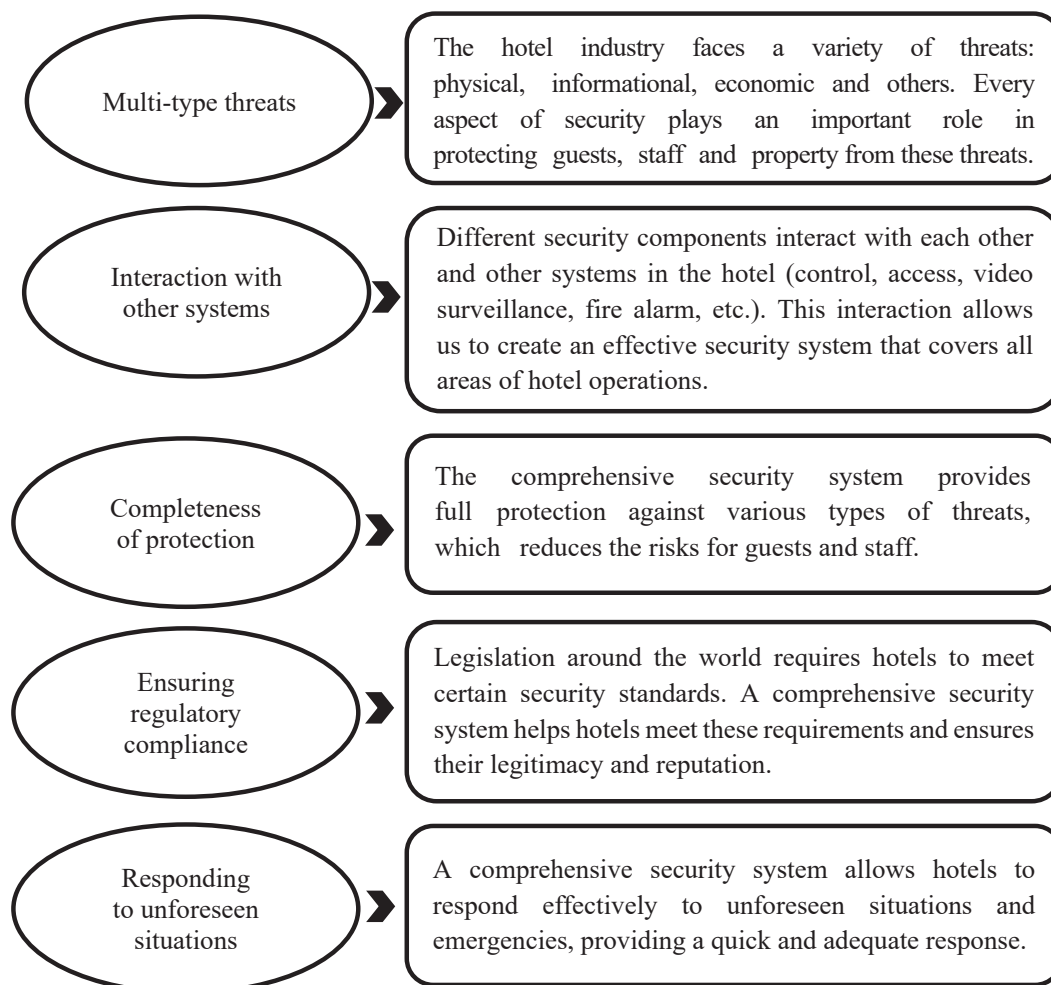 Multi-type threats
The hotel industry faces a variety of threats:
physical, informational, economic and others. Every
aspect of security plays an important role in
protecting guests, staff and property from these threats.
Interaction with
other systems
Different security components interact with each other
and other systems in the hotel (control, access, video
surveillance, fire alarm, etc.). This interaction allows
us to create an effective security system that covers all
areas of hotel operations.
Completeness
of protection
The comprehensive security system provides
full protection against various types of threats,
which reduces the risks for guests and staff.
Ensuring
regulatory
compliance
Legislation around the world requires hotels to meet
certain security standards. A comprehensive security
system helps hotels meet these requirements and ensures
their legitimacy and reputation.
Responding
to unforeseen
situations
A comprehensive security system allows hotels to
respond effectively to unforeseen situations and
emergencies, providing a quick and adequate response.